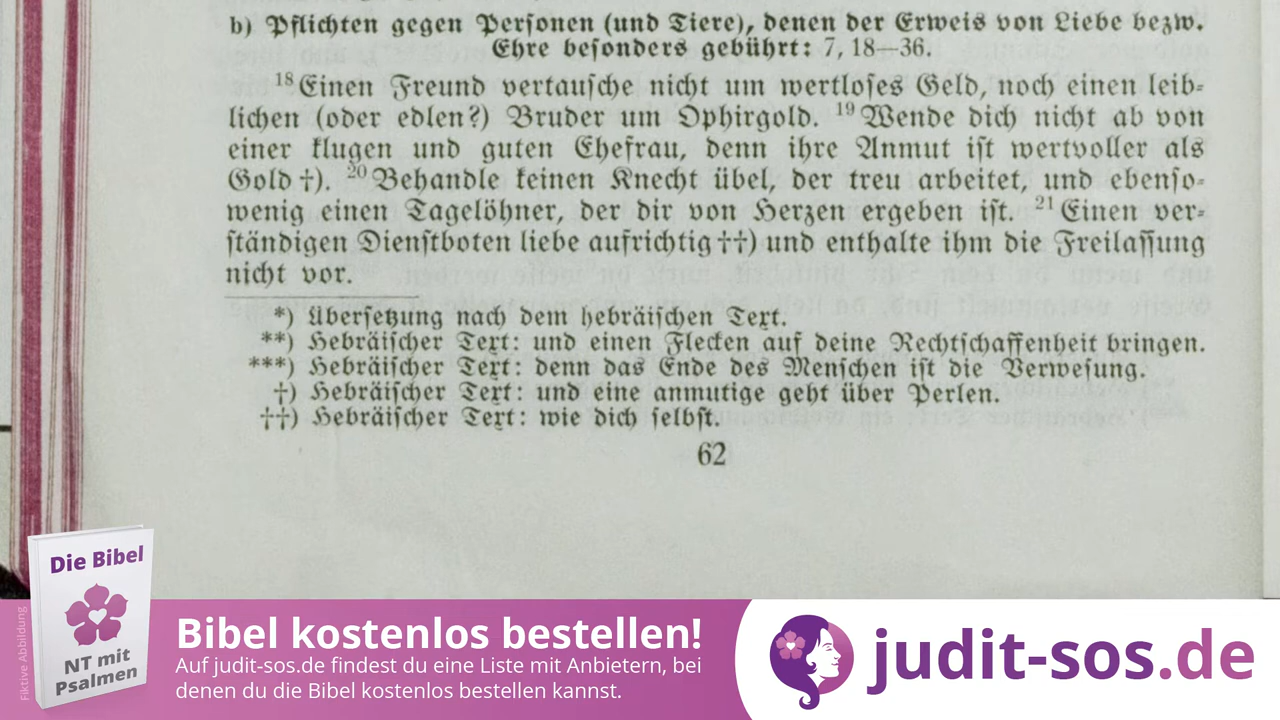 b) Pflichten gegen Personen (und Tiere), denen der Erweis von Liebe bezw.
Ehre besonders gebührt: 7, 18—36.
18 Einen Freund vertausche nicht um wertloses Geld, noch einen leib-
lichen (oder edlen?) Bruder um Ophirgold. 19 Wende dich nicht ab von
einer klugen und guten Ehefrau, denn ihre Anmut ist wertvoller als
Gold †). 20 Behandle keinen Knecht übel, der treu arbeitet, und ebenso-
wenig einen Tagelöhner, der dir von Herzen ergeben ist. 21 Einen ver-
ständigen Dienstboten liebe aufrichtig ††) und enthalte ihm die Freilassung
nicht vor.
*) Übersetzung nach dem hebräischen Text.
**) Hebräischer Text: und einen Flecken auf deine Rechtschaffenheit bringen.
***) Hebräischer Text: denn das Ende des Menschen ist die Verwesung.
†) Hebräischer Text: und eine anmutige geht über Perlen.
††) Hebräischer Text: wie dich selbst.
62
Die Bibel
NT mit
Psalmen
Fiktive Abbildung
Bibel kostenlos bestellen!
Auf judit-sos.de findest du eine Liste mit Anbietern, bei
denen du die Bibel kostenlos bestellen kannst.
judit-sos.de